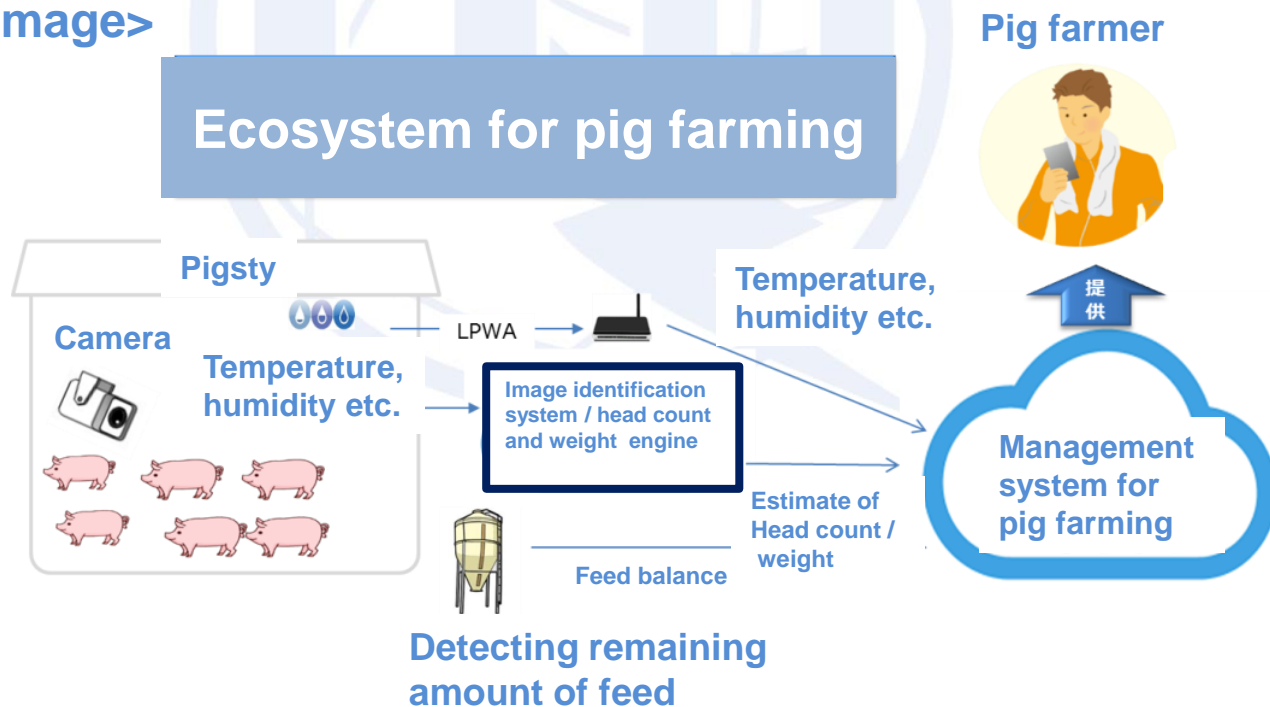 mage>
Pig farmer
Ecosystem for pig farming
Pigsty
Camera
Temperature,
humidity etc.
LPWA
Temperature,
humidity etc.
提
供
Image identification
system / head count
and weight engine
Management
system for
pig farming
Estimate of
Head count /
weight
Feed balance
Detecting remaining
amount of feed